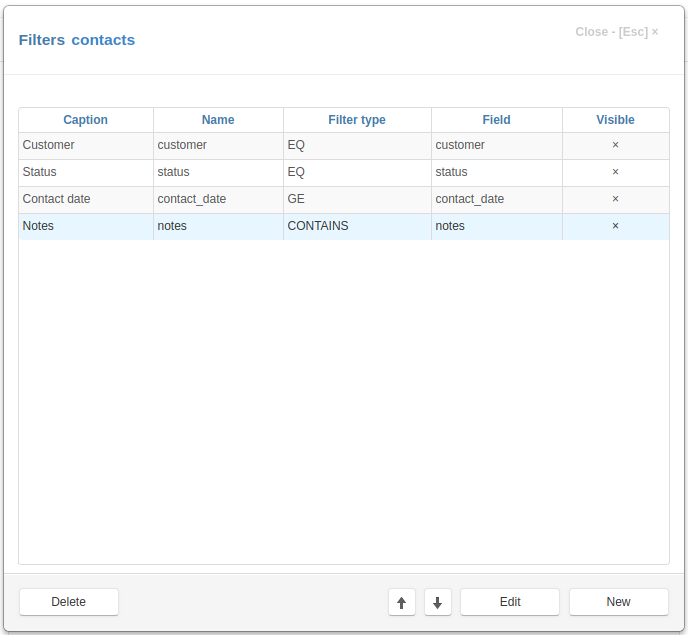 Filters contacts
Close - [Esc] ×
Caption Name Filter type Field Visible
Customer customer EQ customer ×
Status status EQ status ×
Contact date contact_date GE contact_date ×
Notes notes CONTAINS notes ×
Delete Edit New